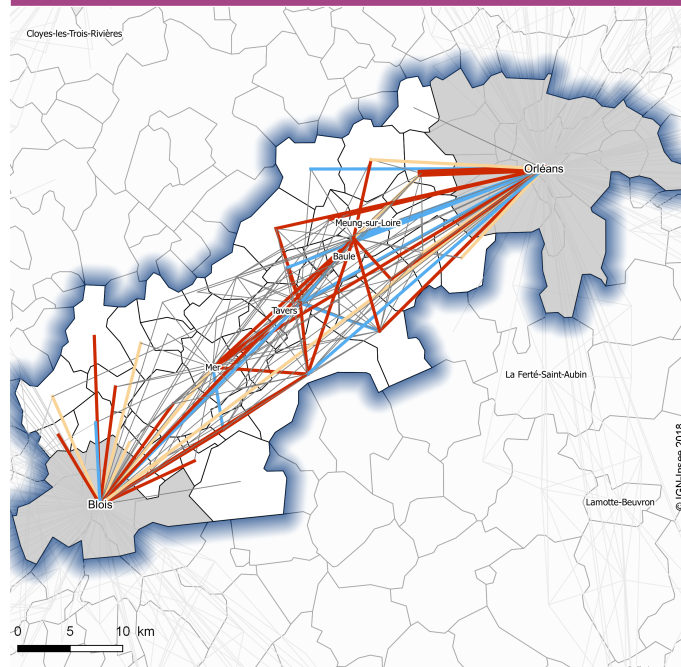 Cloyes-les-Trois-Rivières
Orléans
Meung-sur-Loire
Baule
Tavers
Mer
La Ferté-Saint-Aubin
© IGN-Insee 2018
Lamotte-Beuvron
Blois
0 5 10 km